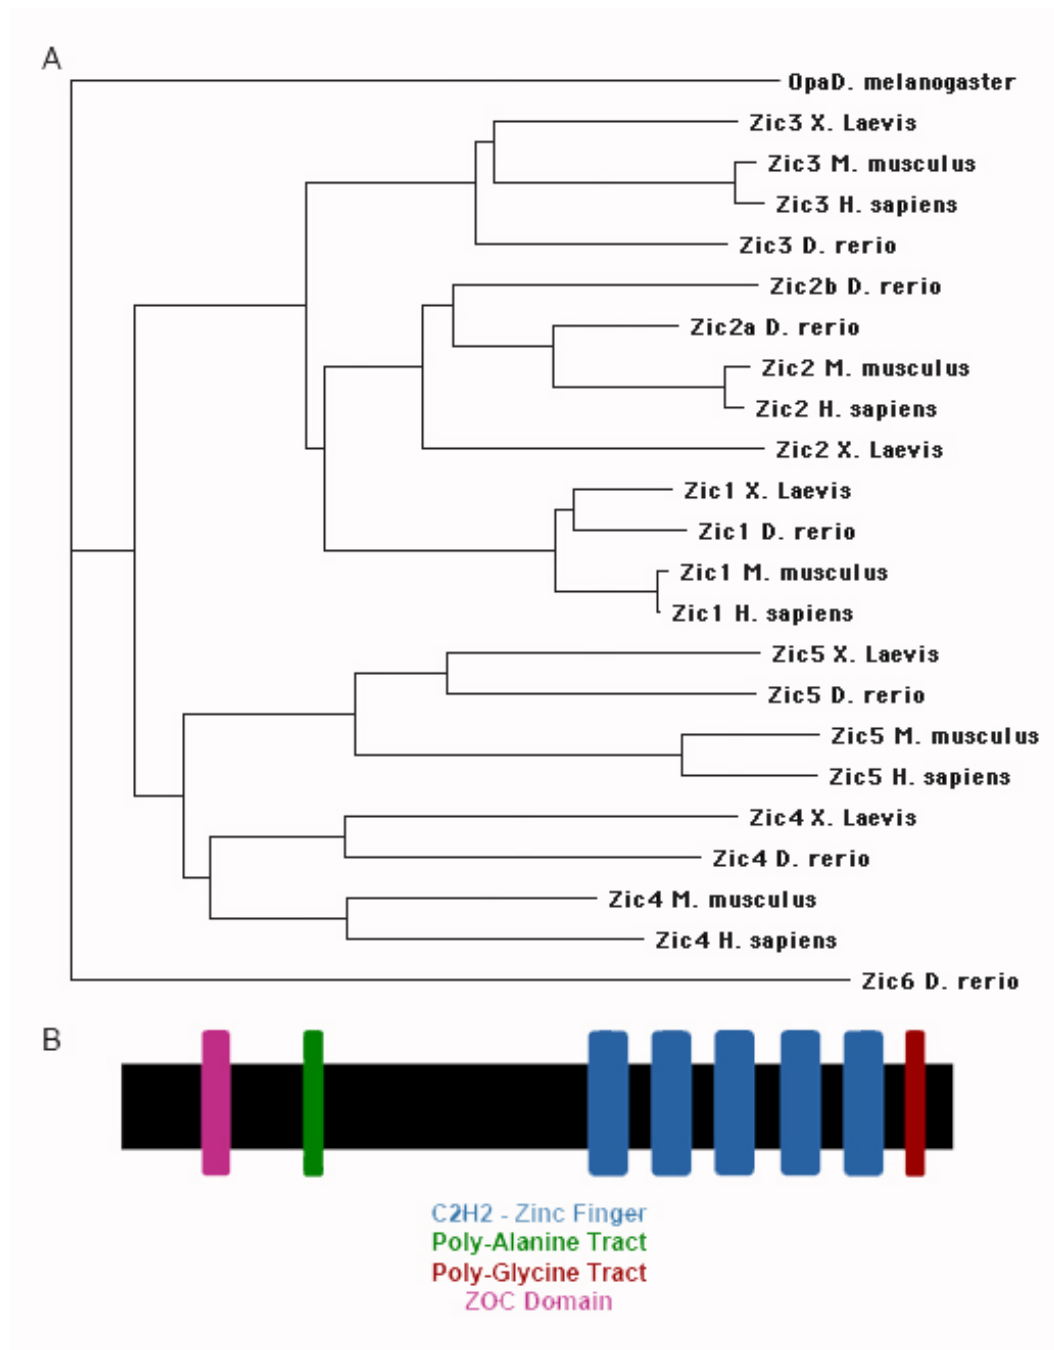 A
OpaD. melanogaster
Zic3 X. Laevis
Zic3 M. musculus
Zic3 H. sapiens
Zic3 D. rerio
Zic2b D. rerio
Zic2a D. rerio
Zic2 M. musculus
Zic2 H. sapiens
Zic2 X. Laevis
Zic1 X. Laevis
Zic1 D. rerio
Zic1 M. musculus
Zic1 H. sapiens
Zic5 X. Laevis
Zic5 D. rerio
Zic5 M. musculus
Zic5 H. sapiens
Zic4 X. Laevis
Zic4 D. rerio
Zic4 M. musculus
Zic4 H. sapiens
Zic6 D. rerio
B
C2H2 - Zinc Finger
Poly-Alanine Tract
Poly-Glycine Tract
ZOC Domain